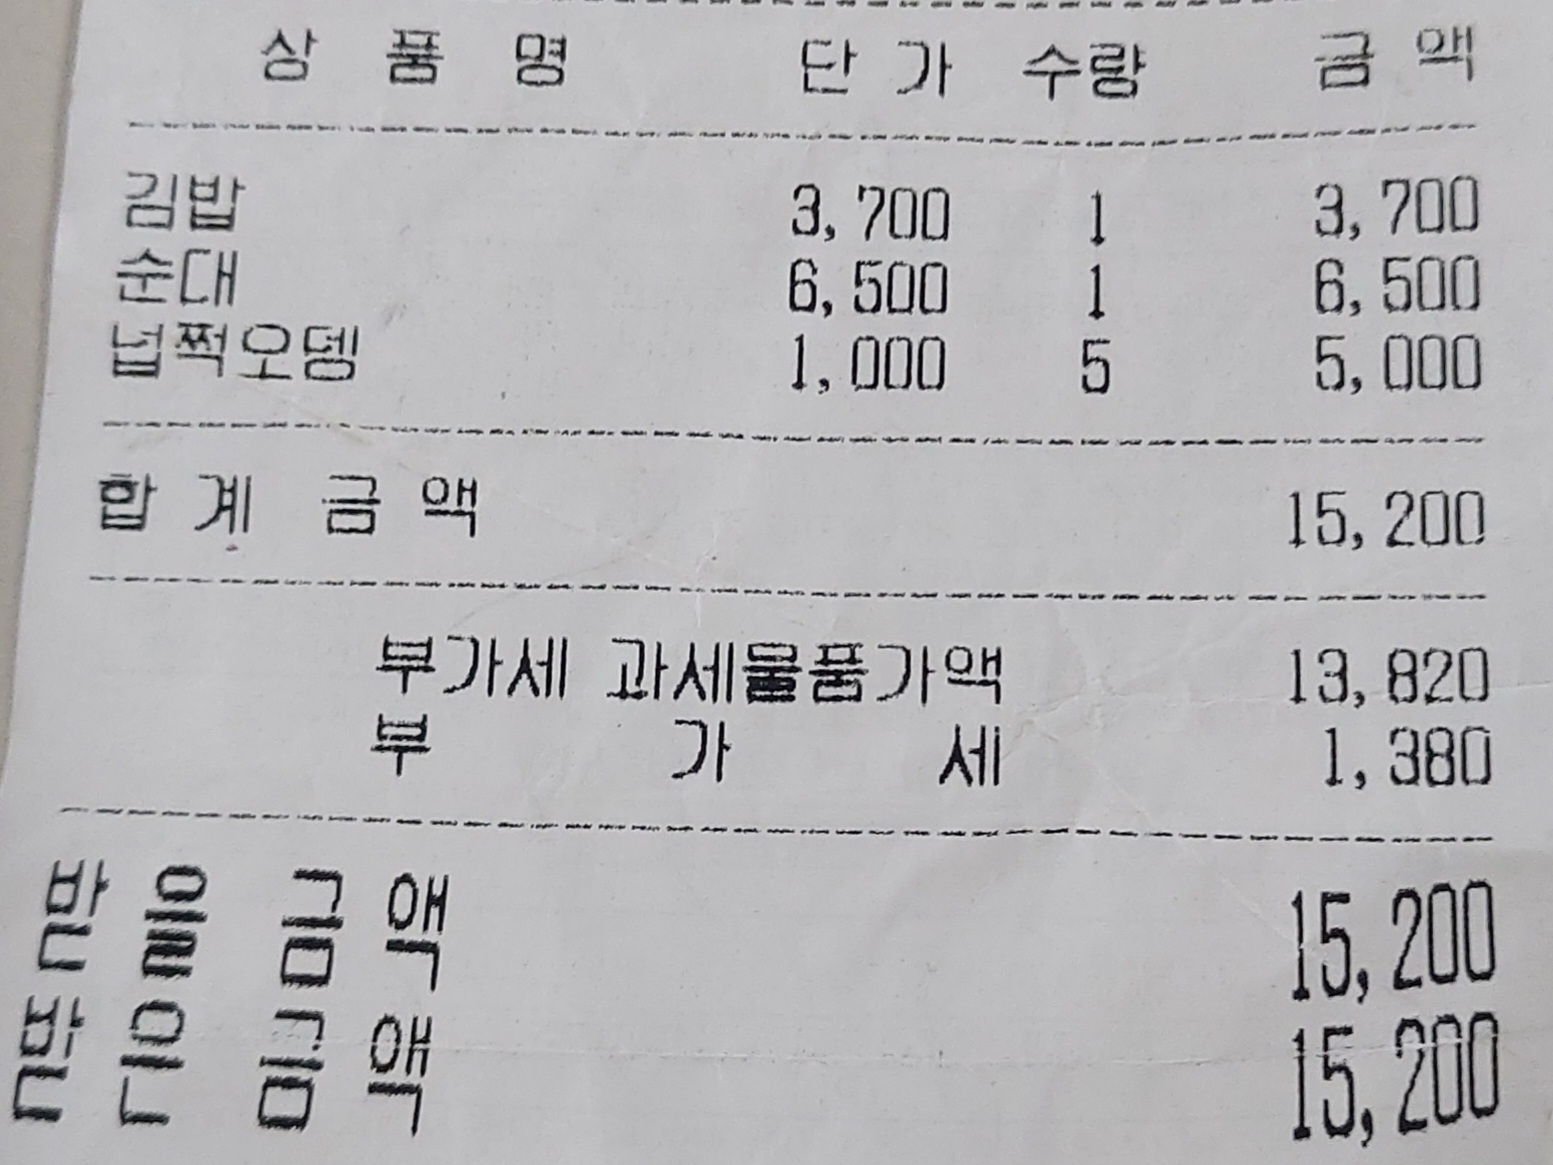 상 품 명 단 가 수량 금 액
김밥 3,700 1 3,700
순대 6,500 1 6,500
넙쩍오뎅 1,000 5 5,000
합 계 금 액 15,200
부가세 과세물품가액 13,820
부 가 세 1,380
받 을 금 액 15,200
받 은 금 액 15,200